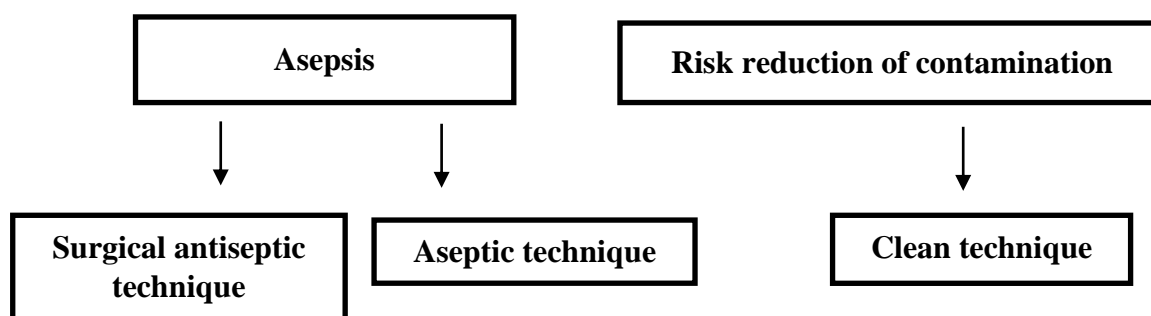 Asepsis
Risk reduction of contamination
Surgical antiseptic
technique
Aseptic technique
Clean technique